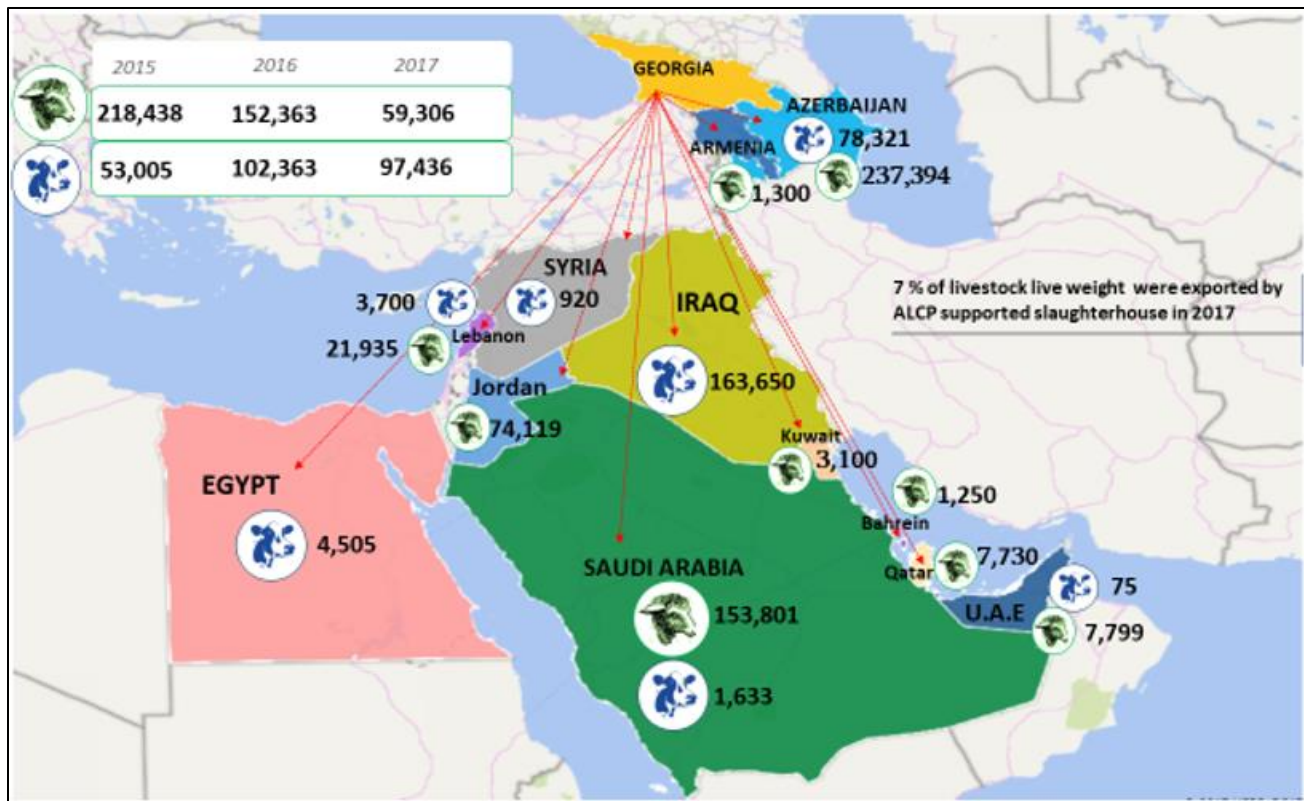 2015 2016 2017
218,438 152,363 59,306
53,005 102,363 97,436
GEORGIA
AZERBAIJAN
78,321
237,394
ARMENIA
1,300
SYRIA
920
3,700
Lebanon
21,935
IRAQ
163,650
7 % of livestock live weight were exported by
ALCP supported slaughterhouse in 2017
Jordan
74,119
Kuwait
3,100
EGYPT
4,505
1,250
Bahrein
7,730
Qatar
SAUDI ARABIA
153,801
1,633
75
U.A.E
7,799